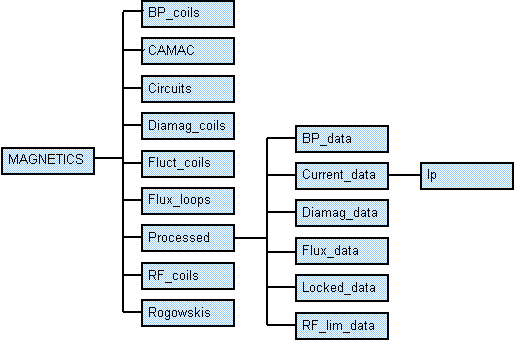 BP_coils
CAMAC
Circuits
Diamag_coils
BP_data
MAGNETICS
Fluct_coils
Current_data
Ip
Flux_loops
Diamag_data
Processed
Flux_data
RF_coils
Locked_data
Rogowskis
RF_lim_data